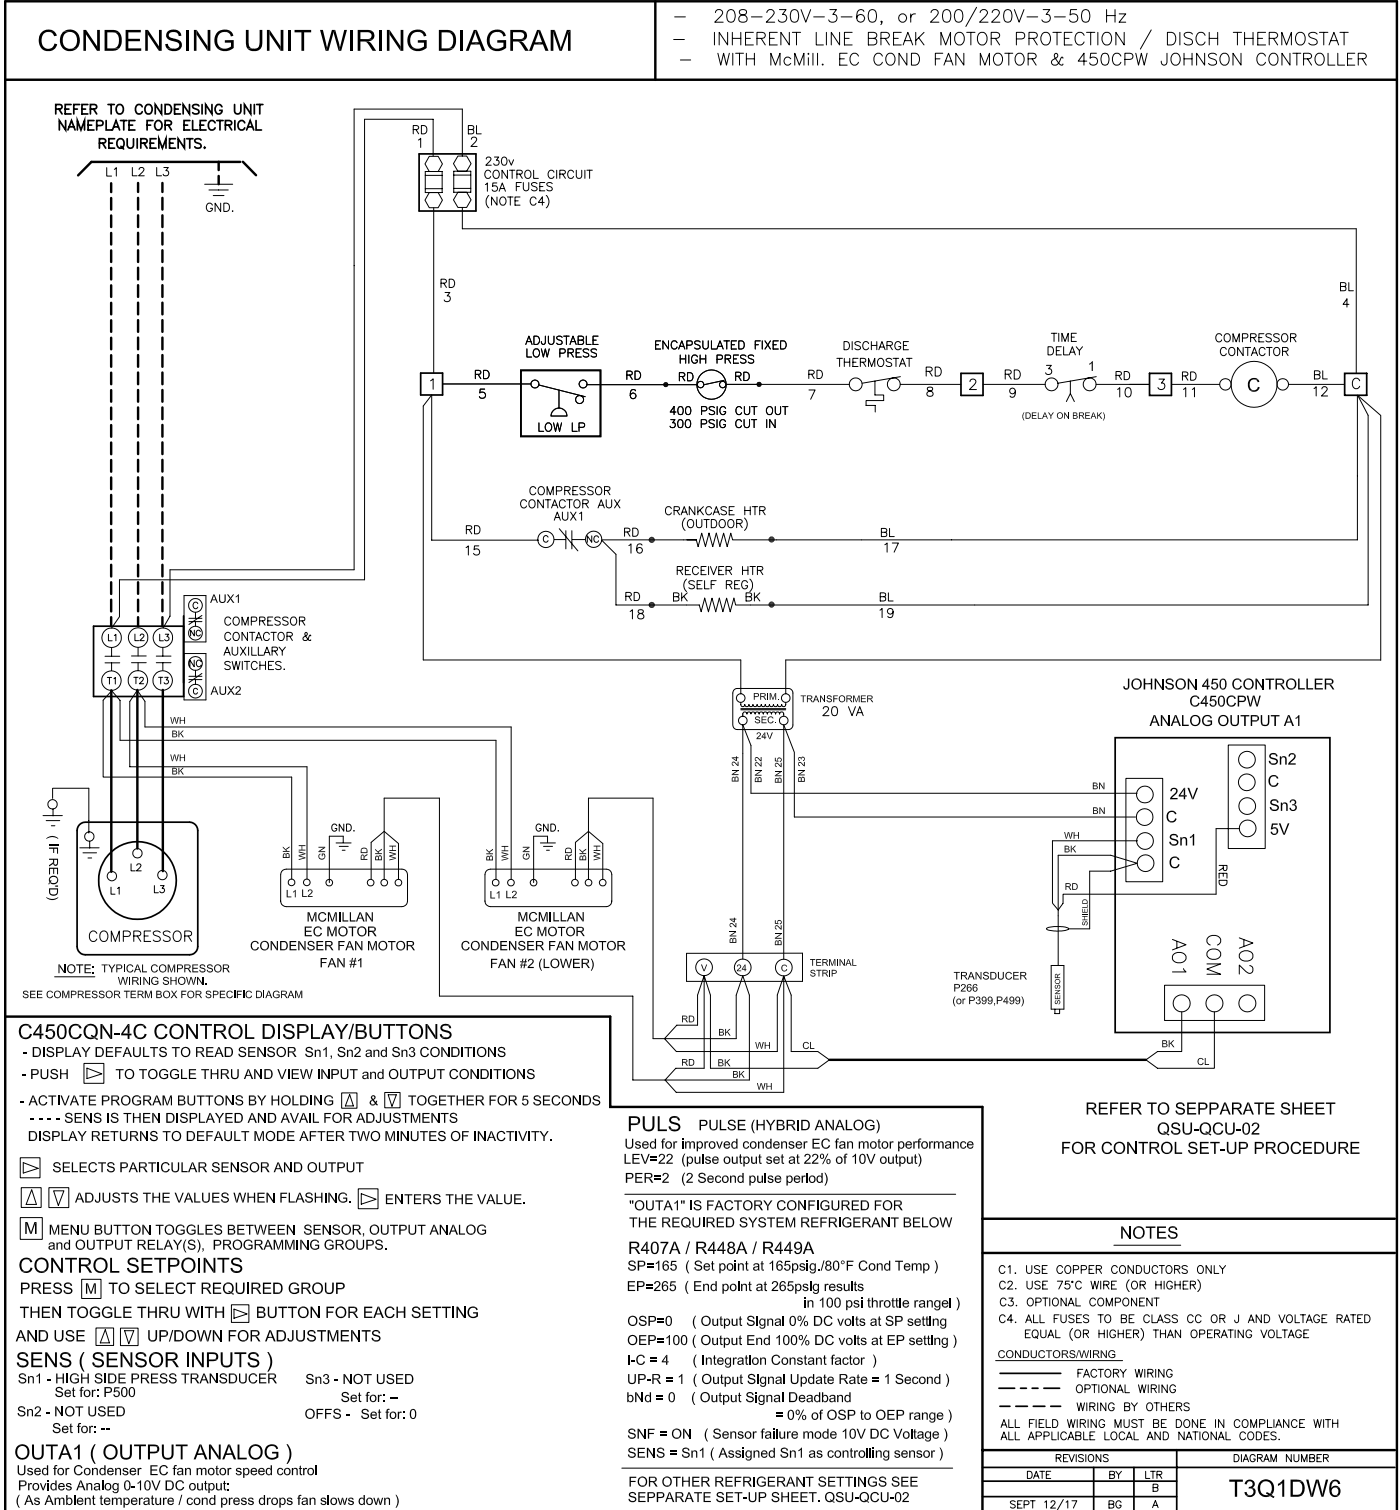 CONDENSING UNIT WIRING DIAGRAM
– 208-230V-3-60, or 200/220V-3-50 Hz
– INHERENT LINE BREAK MOTOR PROTECTION / DISCH THERMOSTAT
– WITH McMill. EC COND FAN MOTOR & 450CPW JOHNSON CONTROLLER
REFER TO CONDENSING UNIT
NAMEPLATE FOR ELECTRICAL
REQUIREMENTS.
L1 L2 L3
GND.
RD
1
BL
2
230v
CONTROL CIRCUIT
15A FUSES
(NOTE C4)
RD
3
BL
4
1
RD
5
ADJUSTABLE
LOW PRESS
LOW LP
RD
6
ENCAPSULATED FIXED
HIGH PRESS
RD RD
400 PSIG CUT OUT
300 PSIG CUT IN
RD
7
DISCHARGE
THERMOSTAT
RD
8
2
RD
9
TIME
DELAY
3 1
(DELAY ON BREAK)
RD
10
3
RD
11
COMPRESSOR
CONTACTOR
C
BL
12
C
RD
15
COMPRESSOR
CONTACTOR AUX
AUX1
C NC
RD
16
CRANKCASE HTR
(OUTDOOR)
BL
17
RD
18
RECEIVER HTR
(SELF REG)
BK BK
BL
19
AUX1
C
NC
NC
C
AUX2
COMPRESSOR
CONTACTOR &
AUXILLARY
SWITCHES.
L1 L2 L3
T1 T2 T3
WH
BK
WH
BK
(IF REQ'D)
L1
L2
L3
COMPRESSOR
NOTE: TYPICAL COMPRESSOR
WIRING SHOWN.
SEE COMPRESSOR TERM BOX FOR SPECIFIC DIAGRAM
BK
WH
GN
GND.
RD
BK
WH
L1 L2
MCMILLAN
EC MOTOR
CONDENSER FAN MOTOR
FAN #1
BK
WH
GN
GND.
RD
BK
WH
L1 L2
MCMILLAN
EC MOTOR
CONDENSER FAN MOTOR
FAN #2 (LOWER)
PRIM.
SEC.
24V
TRANSFORMER
20 VA
BN 24
BN 22
BN 25
BN 23
BN 24
BN 25
V 24 C
TERMINAL
STRIP
RD
BK
WH
CL
RD
BK
BK
WH
JOHNSON 450 CONTROLLER
C450CPW
ANALOG OUTPUT A1
Sn2
C
Sn3
5V
24V
C
Sn1
C
BN
BN
WH
BK
RD
RED
SHIELD
SENSOR
TRANSDUCER
P266
(or P399,P499)
AO1
COM
AO2
BK
CL
REFER TO SEPPARATE SHEET
QSU-QCU-02
FOR CONTROL SET-UP PROCEDURE
C450CQN-4C CONTROL DISPLAY/BUTTONS
- DISPLAY DEFAULTS TO READ SENSOR Sn1, Sn2 and Sn3 CONDITIONS
- PUSH ▷ TO TOGGLE THRU AND VIEW INPUT and OUTPUT CONDITIONS
- ACTIVATE PROGRAM BUTTONS BY HOLDING △ & ▽ TOGETHER FOR 5 SECONDS
- - - - SENS IS THEN DISPLAYED AND AVAIL FOR ADJUSTMENTS
DISPLAY RETURNS TO DEFAULT MODE AFTER TWO MINUTES OF INACTIVITY.
▷ SELECTS PARTICULAR SENSOR AND OUTPUT
△ ▽ ADJUSTS THE VALUES WHEN FLASHING. ▷ ENTERS THE VALUE.
M MENU BUTTON TOGGLES BETWEEN SENSOR, OUTPUT ANALOG
and OUTPUT RELAY(S), PROGRAMMING GROUPS.
CONTROL SETPOINTS
PRESS M TO SELECT REQUIRED GROUP
THEN TOGGLE THRU WITH ▷ BUTTON FOR EACH SETTING
AND USE △ ▽ UP/DOWN FOR ADJUSTMENTS
SENS ( SENSOR INPUTS )
Sn1 - HIGH SIDE PRESS TRANSDUCER
Set for: P500
Sn2 - NOT USED
Set for: --
Sn3 - NOT USED
Set for: –
OFFS - Set for: 0
OUTA1 ( OUTPUT ANALOG )
Used for Condenser EC fan motor speed control
Provides Analog 0-10V DC output:
( As Ambient temperature / cond press drops fan slows down )
PULS PULSE (HYBRID ANALOG)
Used for improved condenser EC fan motor performance
LEV=22 (pulse output set at 22% of 10V output)
PER=2 (2 Second pulse period)
"OUTA1" IS FACTORY CONFIGURED FOR
THE REQUIRED SYSTEM REFRIGERANT BELOW
R407A / R448A / R449A
SP=165 ( Set point at 165psig./80°F Cond Temp )
EP=265 ( End point at 265psig results
in 100 psi throttle rangel )
OSP=0 ( Output Signal 0% DC volts at SP setting
OEP=100 ( Output End 100% DC volts at EP setting )
I-C = 4 ( Integration Constant factor )
UP-R = 1 ( Output Signal Update Rate = 1 Second )
bNd = 0 ( Output Signal Deadband
= 0% of OSP to OEP range )
SNF = ON ( Sensor failure mode 10V DC Voltage )
SENS = Sn1 ( Assigned Sn1 as controlling sensor )
FOR OTHER REFRIGERANT SETTINGS SEE
SEPPARATE SET-UP SHEET. QSU-QCU-02
NOTES
C1. USE COPPER CONDUCTORS ONLY
C2. USE 75°C WIRE (OR HIGHER)
C3. OPTIONAL COMPONENT
C4. ALL FUSES TO BE CLASS CC OR J AND VOLTAGE RATED
EQUAL (OR HIGHER) THAN OPERATING VOLTAGE
CONDUCTORS/WIRNG
FACTORY WIRING
OPTIONAL WIRING
WIRING BY OTHERS
ALL FIELD WIRING MUST BE DONE IN COMPLIANCE WITH
ALL APPLICABLE LOCAL AND NATIONAL CODES.
REVISIONS
DATE BY LTR
B
SEPT 12/17 BG A
DIAGRAM NUMBER
T3Q1DW6